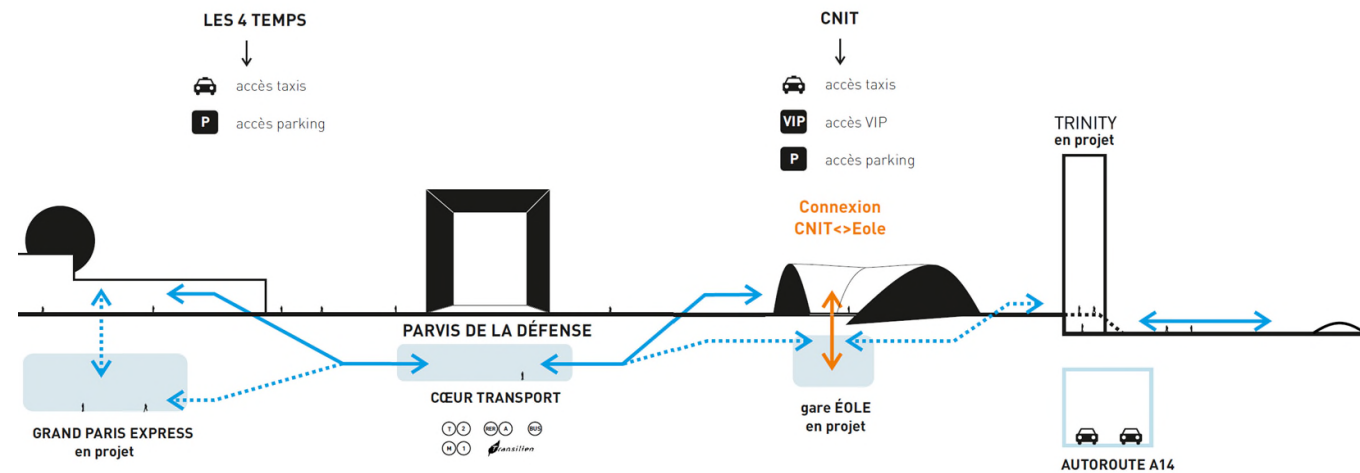 LES 4 TEMPS
accès taxis
P accès parking
CNIT
accès taxis
VIP accès VIP
P accès parking
TRINITY
en projet
Connexion
CNIT<>Eole
PARVIS DE LA DÉFENSE
CŒUR TRANSPORT
T 2 RER A BUS
M 1 Transilien
GRAND PARIS EXPRESS
en projet
gare ÉOLE
en projet
AUTOROUTE A14